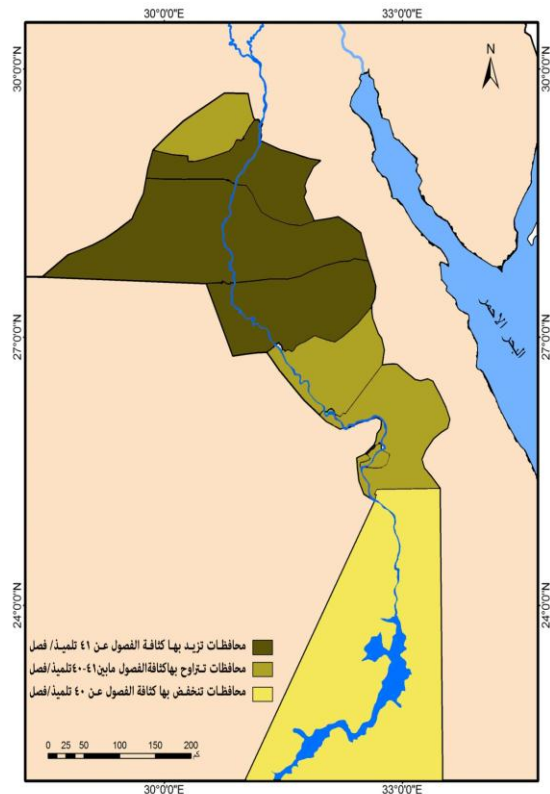 30°0'0"E 33°0'0"E
30°0'0"N 30°0'0"N
N
البحر الاحمر
27°0'0"N 27°0'0"N
24°0'0"N 24°0'0"N
محافظات تزيد بها كثافة الفصول عن ٤١ تلميذ/ فصل
محافظات تتراوح بهاكثافةالفصول مابين٤١-٤٠تلميذ/فصل
محافظات تنخفض بها كثافة الفصول عن ٤٠ تلميذ/فصل
0 25 50 100 150 200
كم
30°0'0"E 33°0'0"E